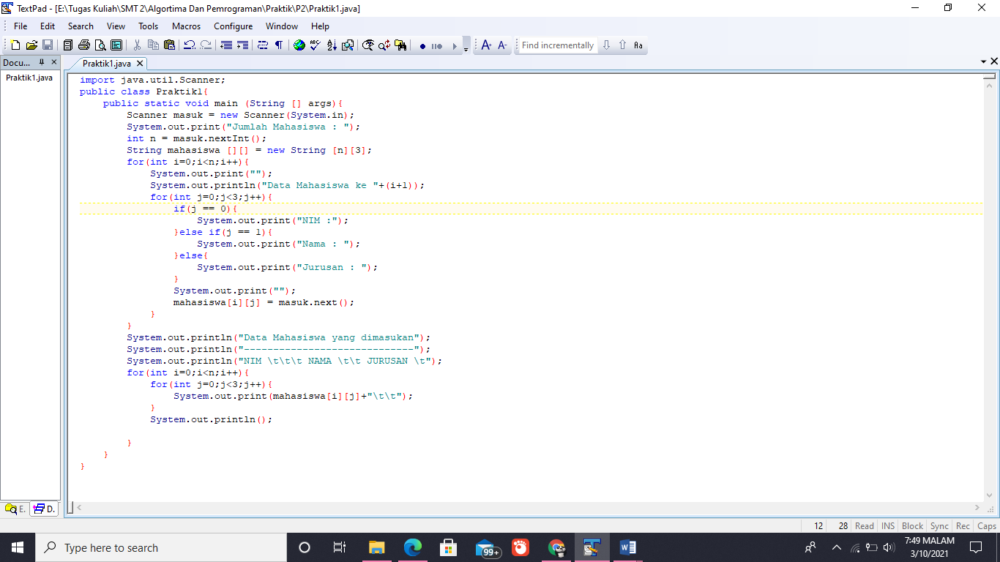 TextPad - [E:\Tugas Kuliah\SMT 2\Algortima Dan Pemrograman\Praktik\P2\Praktik1.java]
File Edit Search View Tools Macros Configure Window Help
Find incrementally
Docu... Praktik1.java
Praktik1.java
import java.util.Scanner;
public class Praktik1{
    public static void main (String [] args){
        Scanner masuk = new Scanner(System.in);
        System.out.print("Jumlah Mahasiswa : ");
        int n = masuk.nextInt();
        String mahasiswa [][] = new String [n][3];
        for(int i=0;i<n;i++){
            System.out.print("");
            System.out.println("Data Mahasiswa ke "+(i+1));
            for(int j=0;j<3;j++){
                if(j == 0){
                    System.out.print("NIM :");
                }else if(j == 1){
                    System.out.print("Nama : ");
                }else{
                    System.out.print("Jurusan : ");
                }
                System.out.print("");
                mahasiswa[i][j] = masuk.next();
            }
        }
        System.out.println("Data Mahasiswa yang dimasukan");
        System.out.println("-----------------------------");
        System.out.println("NIM \t\t\t NAMA \t\t JURUSAN \t");
        for(int i=0;i<n;i++){
            for(int j=0;j<3;j++){
                System.out.print(mahasiswa[i][j]+"\t\t");
            }
            System.out.println();
        }
    }
}
E. D.
12 28 Read INS Block Sync Rec Caps
Type here to search
99+
7:49 MALAM
3/10/2021